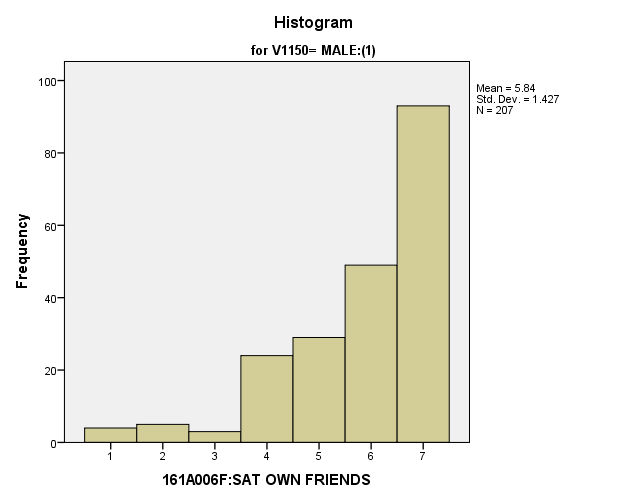 Histogram
for V1150= MALE:(1)
Mean = 5.84
Std. Dev. = 1.427
N = 207
Frequency
100
80
60
40
20
0
1 2 3 4 5 6 7
161A006F:SAT OWN FRIENDS